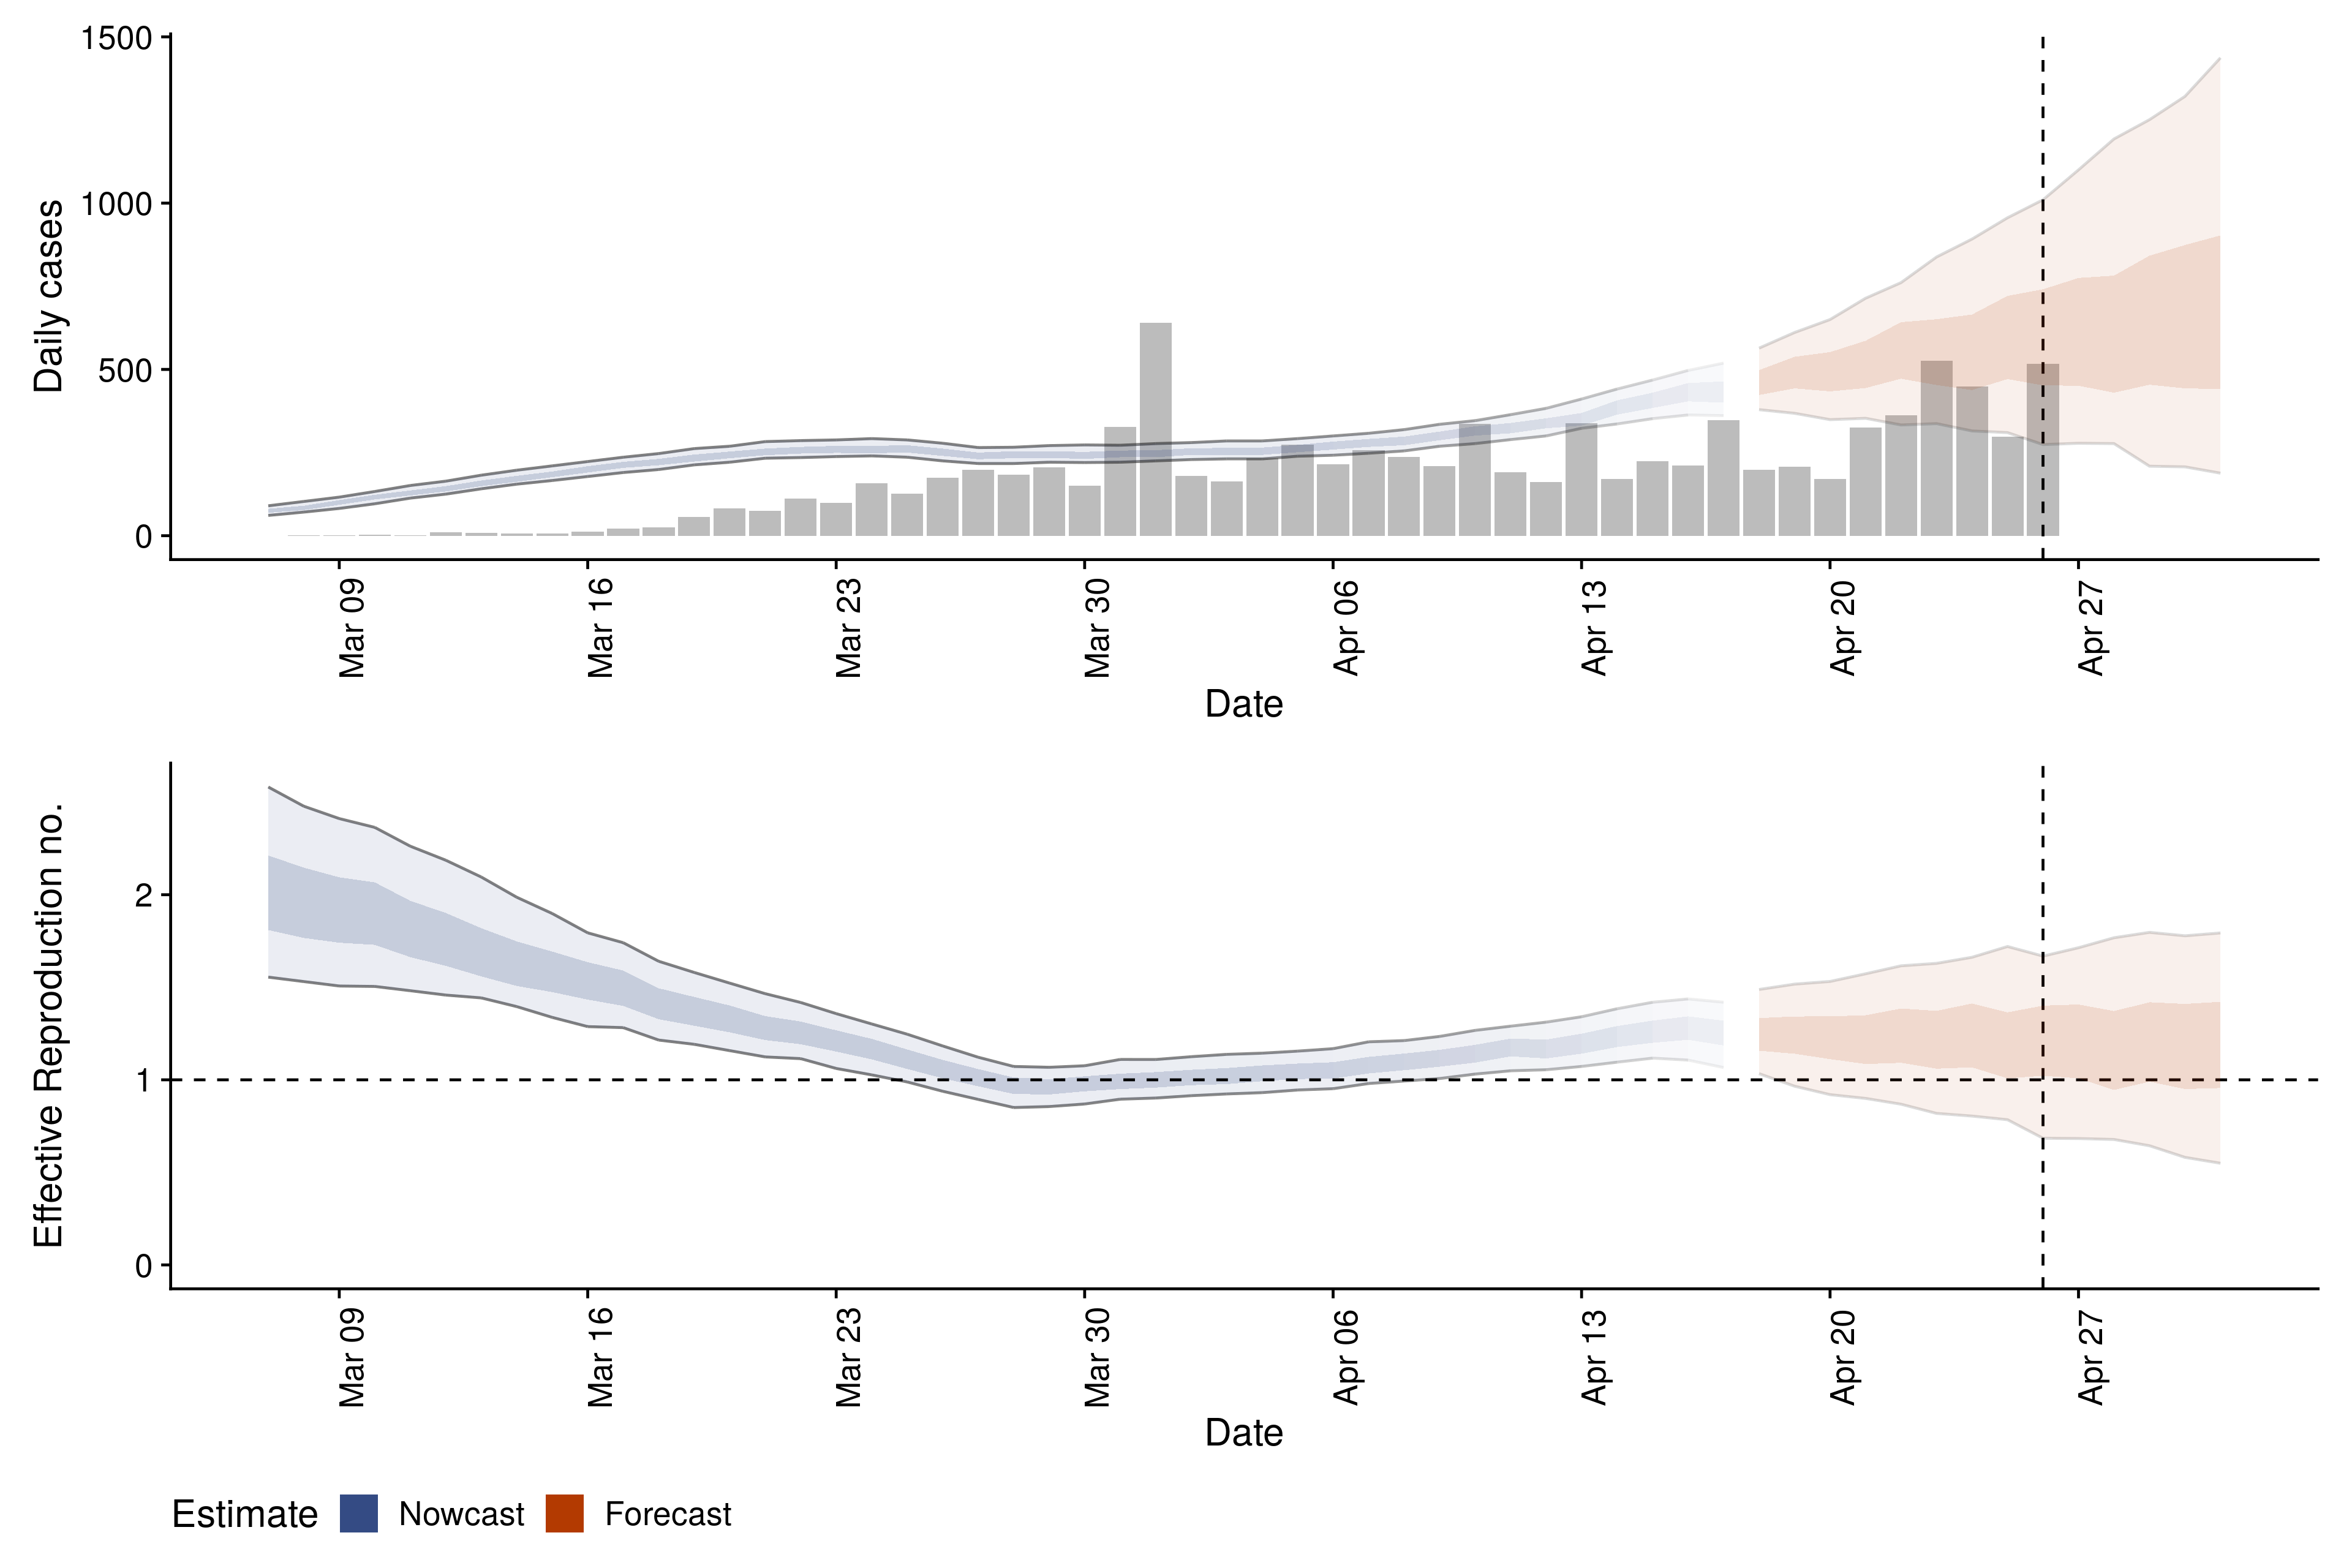 1500
1000
500
0
Daily cases
Mar 09
Mar 16
Mar 23
Mar 30
Apr 06
Apr 13
Apr 20
Apr 27
Date
2
1
0
Effective Reproduction no.
Mar 09
Mar 16
Mar 23
Mar 30
Apr 06
Apr 13
Apr 20
Apr 27
Date
Estimate Nowcast Forecast